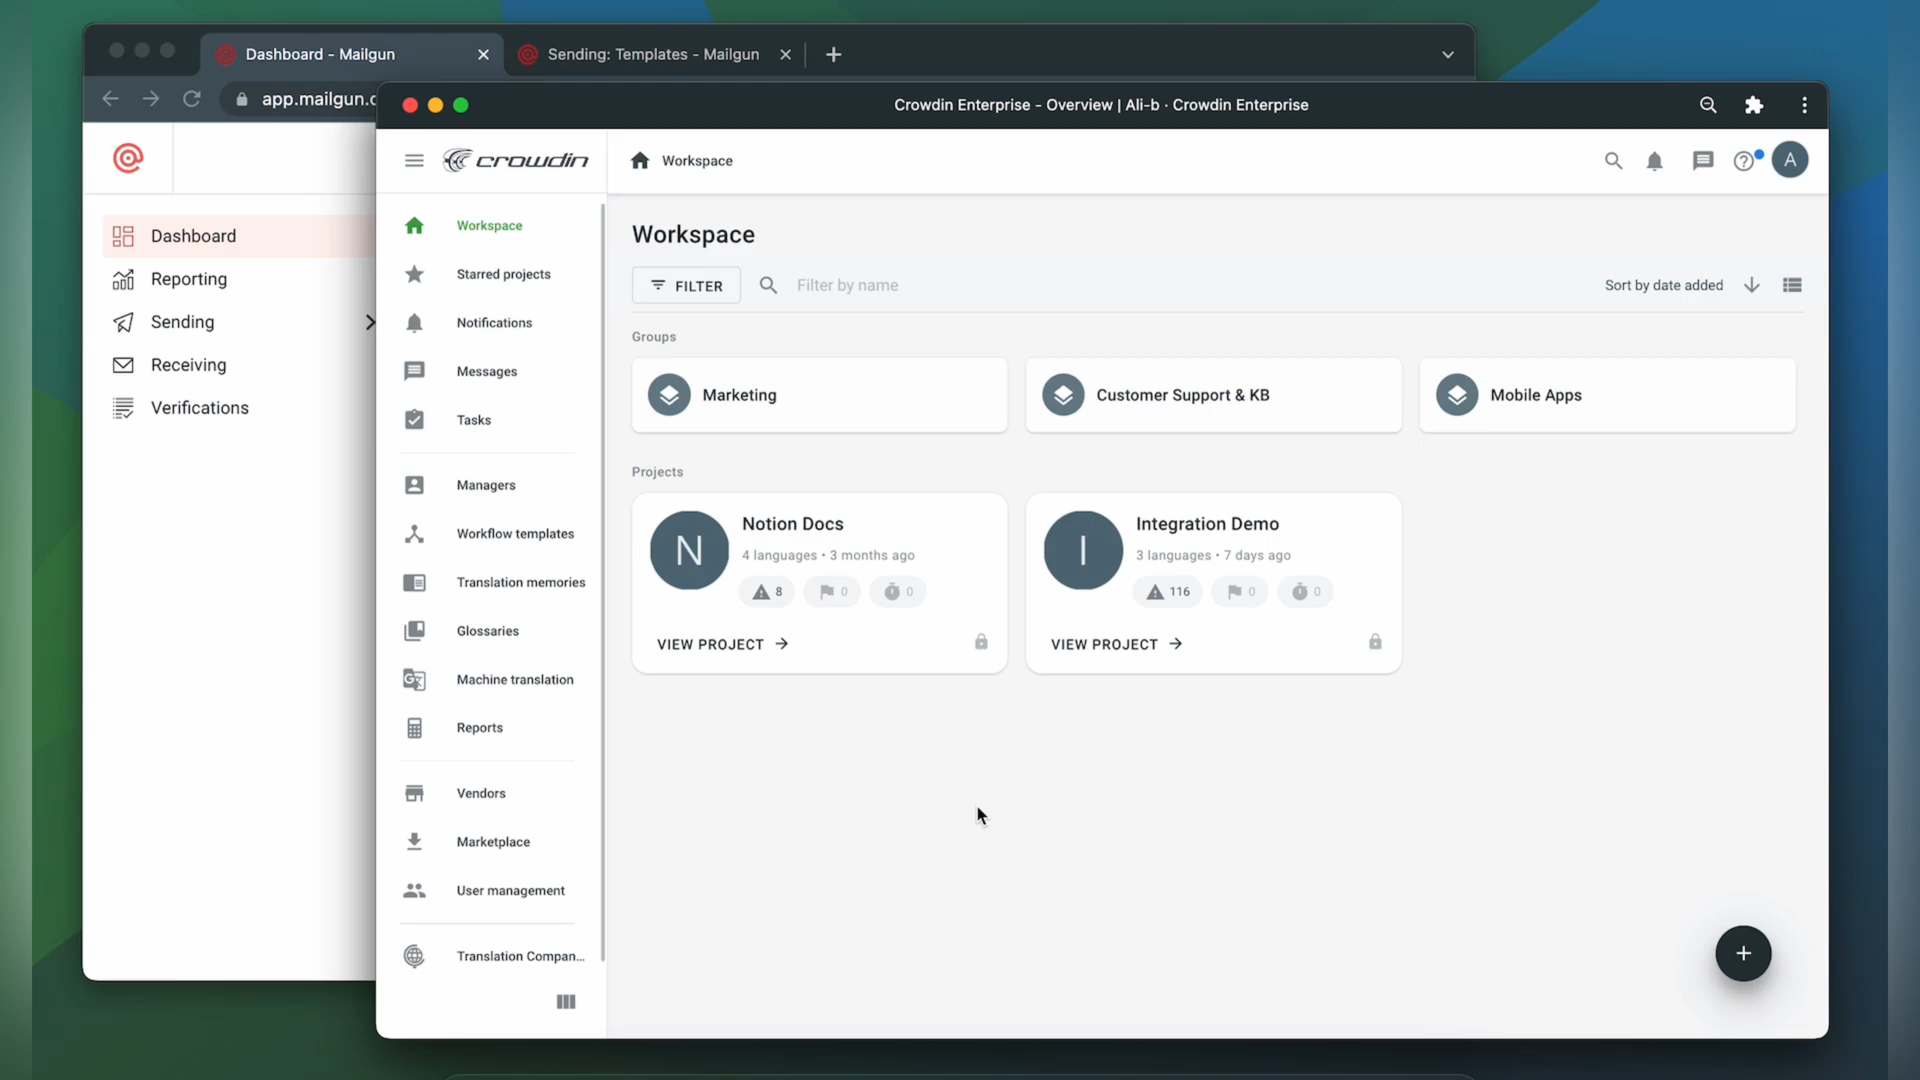 Dashboard - Mailgun
Sending: Templates - Mailgun
app.mailgun.c
Dashboard
Reporting
Sending
Receiving
Verifications
Crowdin Enterprise - Overview | Ali-b · Crowdin Enterprise
crowdin
Workspace
A
Workspace
Starred projects
Notifications
Messages
Tasks
Managers
Workflow templates
Translation memories
Glossaries
Machine translation
Reports
Vendors
Marketplace
User management
Translation Compan...
Workspace
FILTER
Filter by name
Sort by date added
Groups
Marketing
Customer Support & KB
Mobile Apps
Projects
N
Notion Docs
4 languages • 3 months ago
8
0
0
VIEW PROJECT
I
Integration Demo
3 languages • 7 days ago
116
0
0
VIEW PROJECT